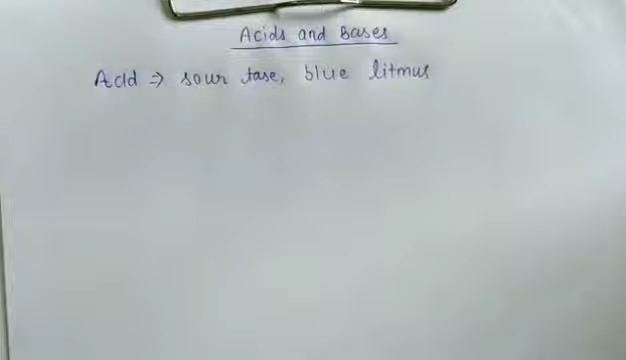 Acids and Bases
Acid => sour tase, blue litmus